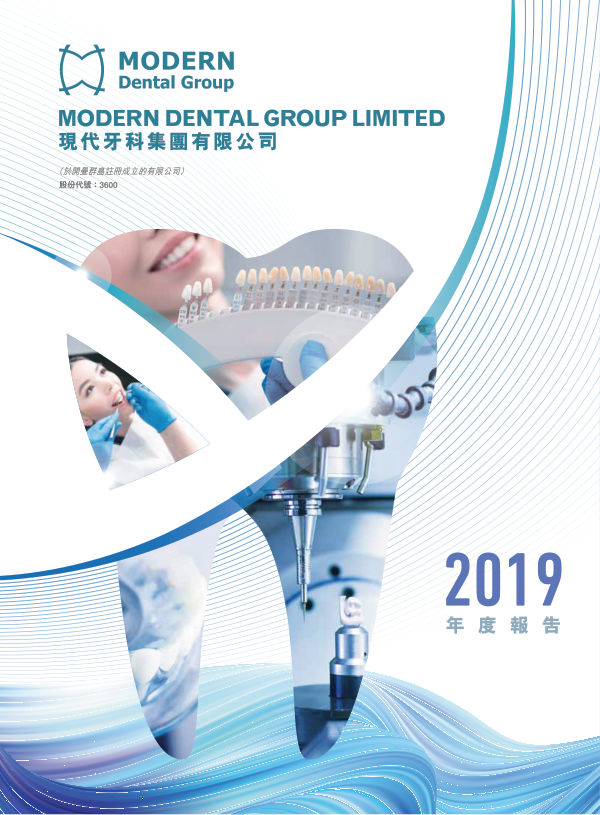 MODERN
Dental Group
MODERN DENTAL GROUP LIMITED
現代牙科集團有限公司
（於開曼群島註冊成立的有限公司）
股份代號：3600
2019
年度報告